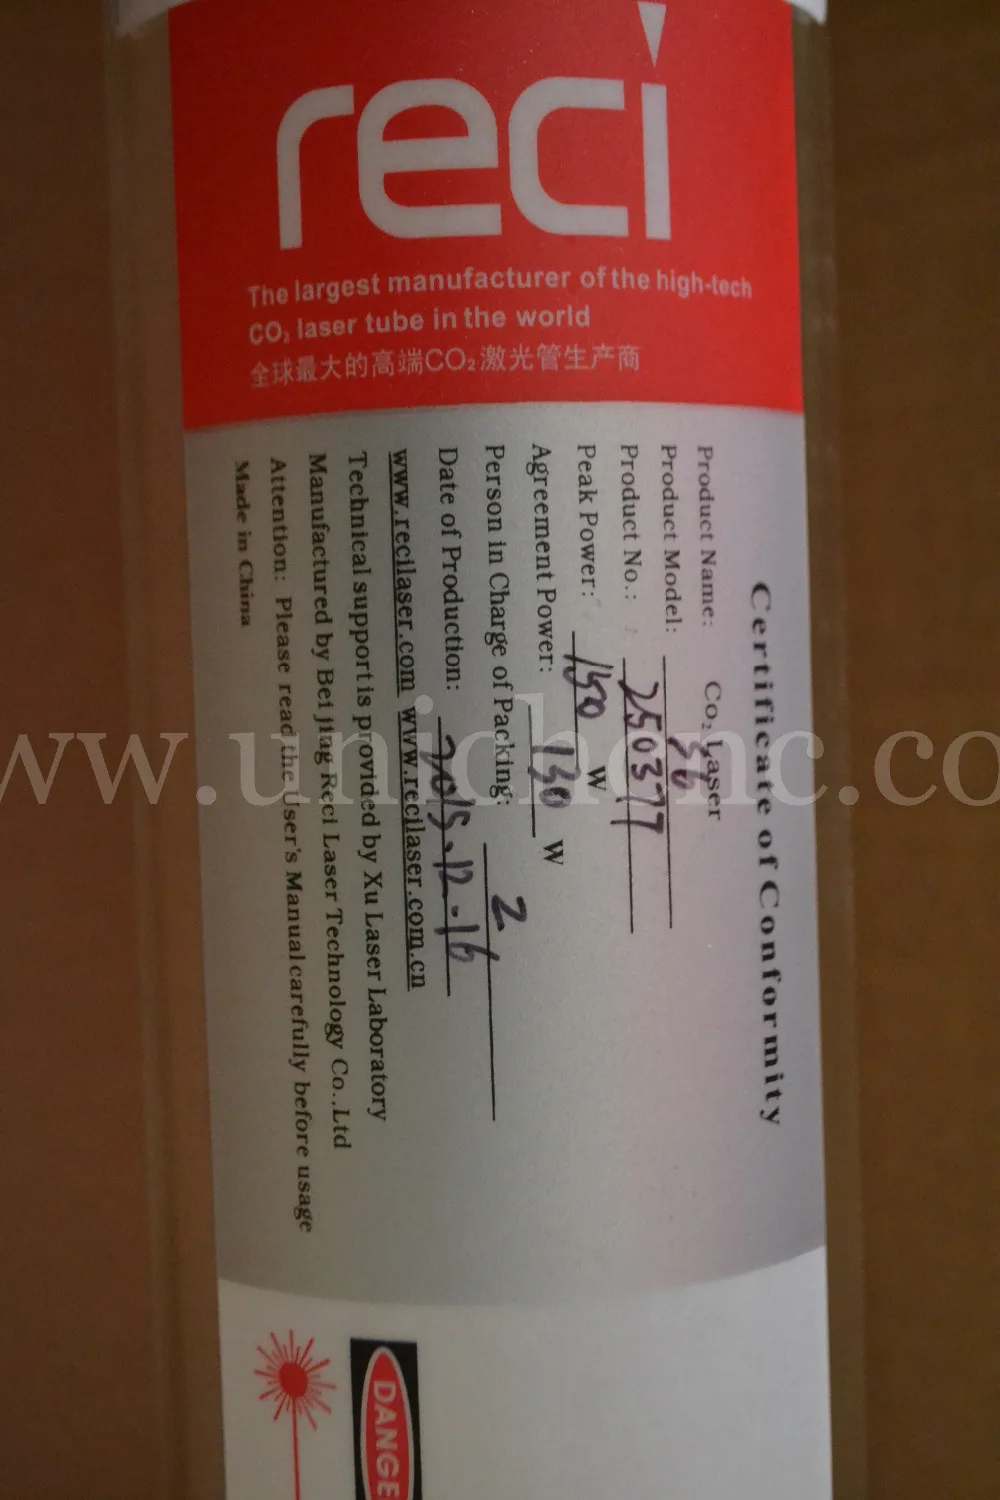 reci
The largest manufacturer of the high-tech
CO₂ laser tube in the world
全球最大的高端CO₂激光管生产商
Certificate of Conformity
Product Name: Co₂ Laser
Product Model: S6
Product No.: 250377
Peak Power: 150 W
Agreement Power: 130 W
Person in Charge of Packing: 2
Date of Production: 2015.12.16
www.recilaser.com www.recilaser.com.cn
Technical support is provided by Xu Laser Laboratory
Manufactured by Bei jing Reci Laser Technology Co.,Ltd
Attention: Please read the User's Manual carefully before usage
Made in China
DANGE
www.unichcnc.co